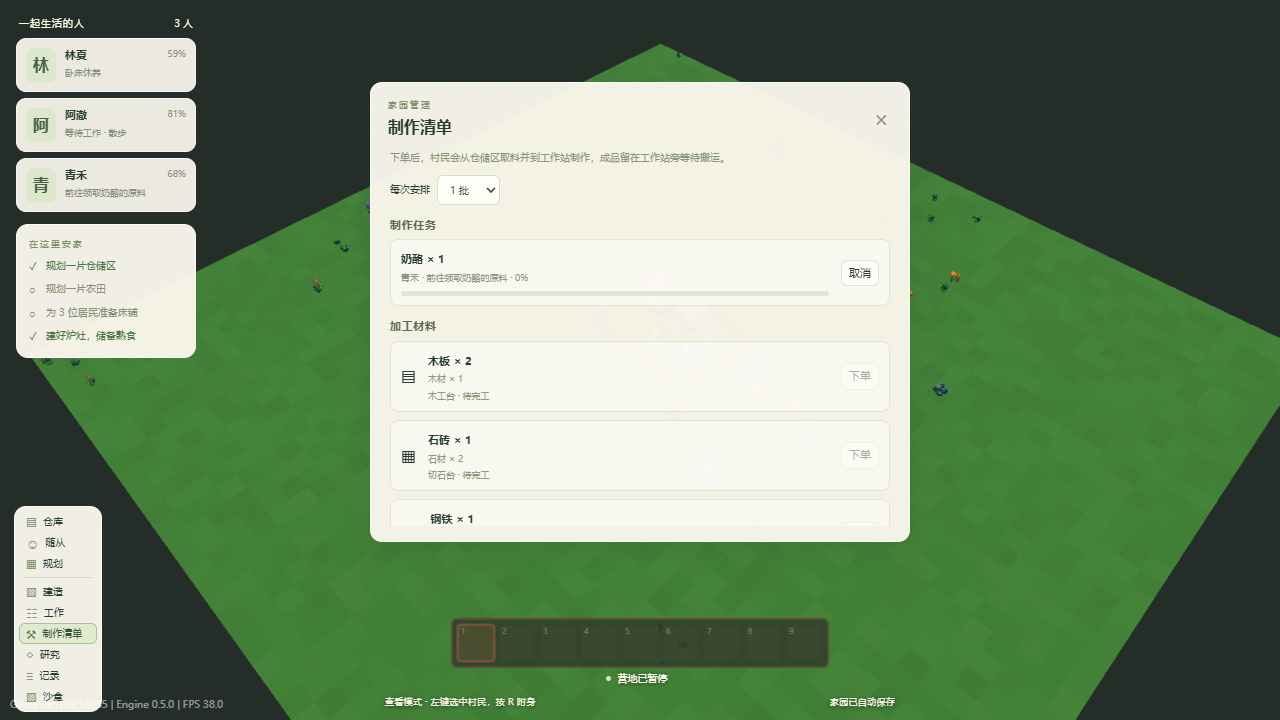 一起生活的人 3 人
林 林夏 59%
卧床休养
阿 阿澈 81%
等待工作 · 散步
青 青禾 68%
前往领取奶酪的原料
在这里安家
✓ 规划一片仓储区
○ 规划一片农田
○ 为 3 位居民准备床铺
✓ 建好炉灶，储备熟食
家园管理
制作清单
×
下单后，村民会从仓储区取料并到工作站制作，成品留在工作站旁等待搬运。
每次安排 1 批
制作任务
奶酪 × 1
青禾 · 前往领取奶酪的原料 · 0%
取消
加工材料
木板 × 2
木材 × 1
木工台 · 待完工
下单
石砖 × 1
石材 × 2
切石台 · 待完工
下单
钢铁 × 1
仓库
随从
规划
建造
工作
制作清单
研究
记录
沙盒
1 2 3 4 5 6 7 8 9
营地已暂停
| Engine 0.5.0 | FPS 38.0
查看模式 · 左键选中村民，按 R 附身
家园已自动保存